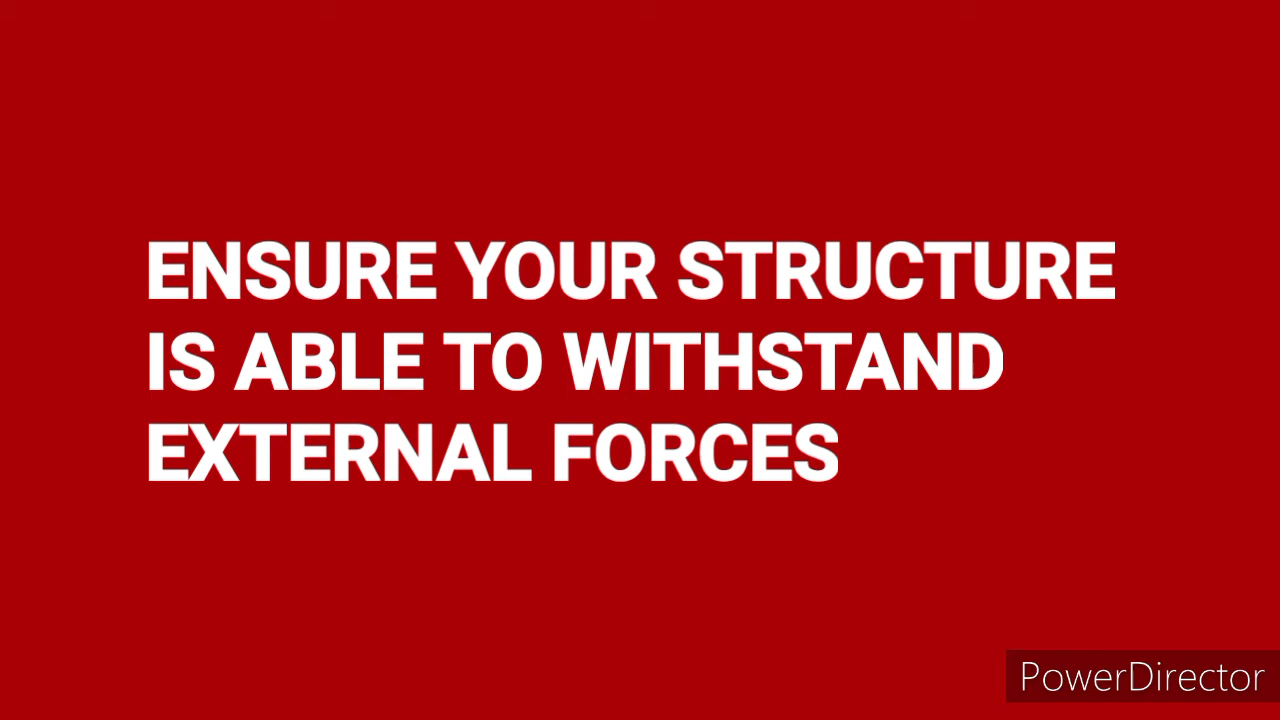 ENSURE YOUR STRUCTURE
IS ABLE TO WITHSTAND
EXTERNAL FORCES
PowerDirector